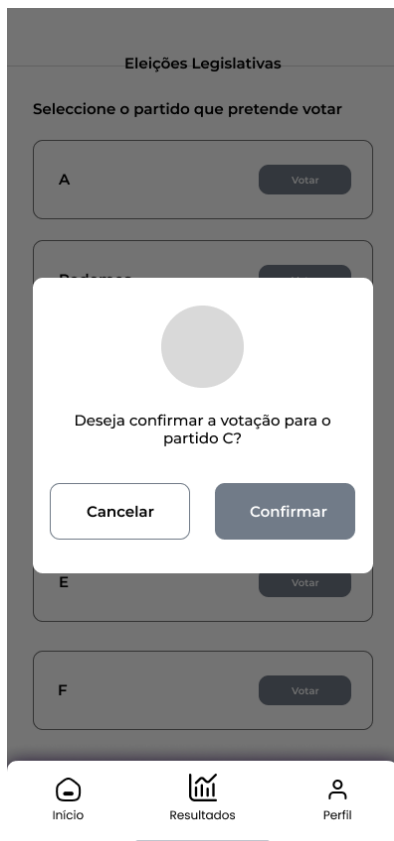 Eleições Legislativas
Seleccione o partido que pretende votar
A
Votar
Deseja confirmar a votação para o
partido C?
Cancelar
Confirmar
E
Votar
F
Votar
Início
Resultados
Perfil